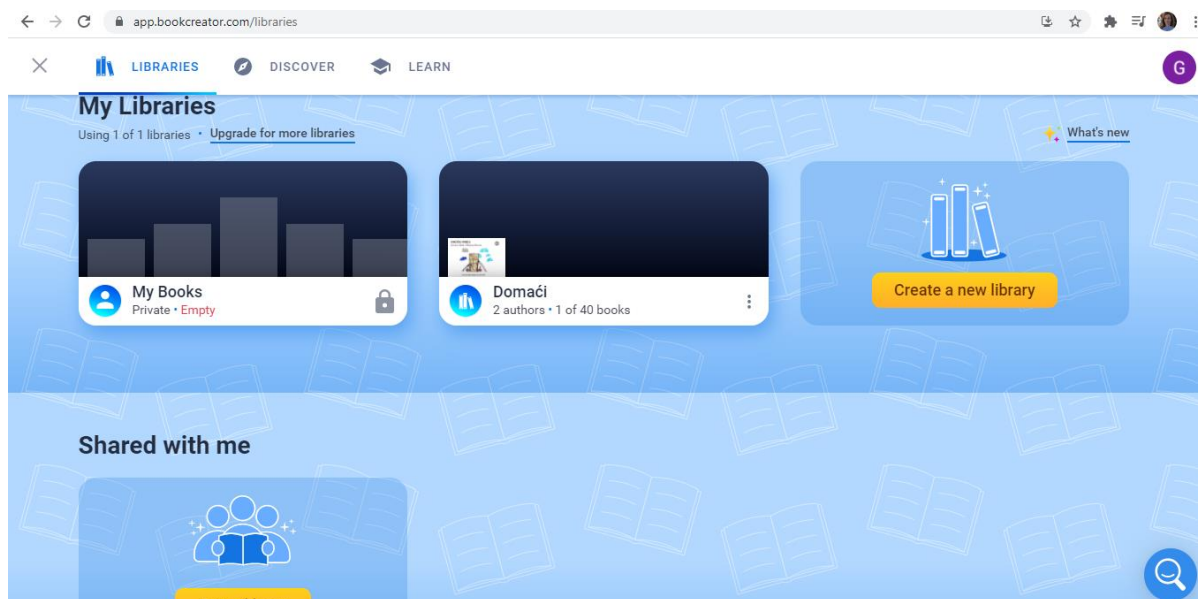 app.bookcreator.com/libraries
LIBRARIES DISCOVER LEARN
G
My Libraries
Using 1 of 1 libraries • Upgrade for more libraries
What's new
My Books
Private • Empty
Domaći
2 authors • 1 of 40 books
Create a new library
Shared with me